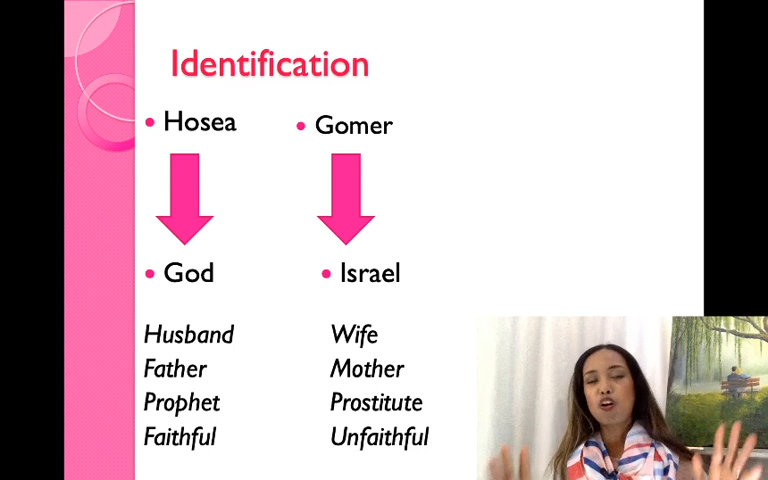 Identification
Hosea
Gomer
God
Israel
Husband
Wife
Father
Mother
Prophet
Prostitute
Faithful
Unfaithful